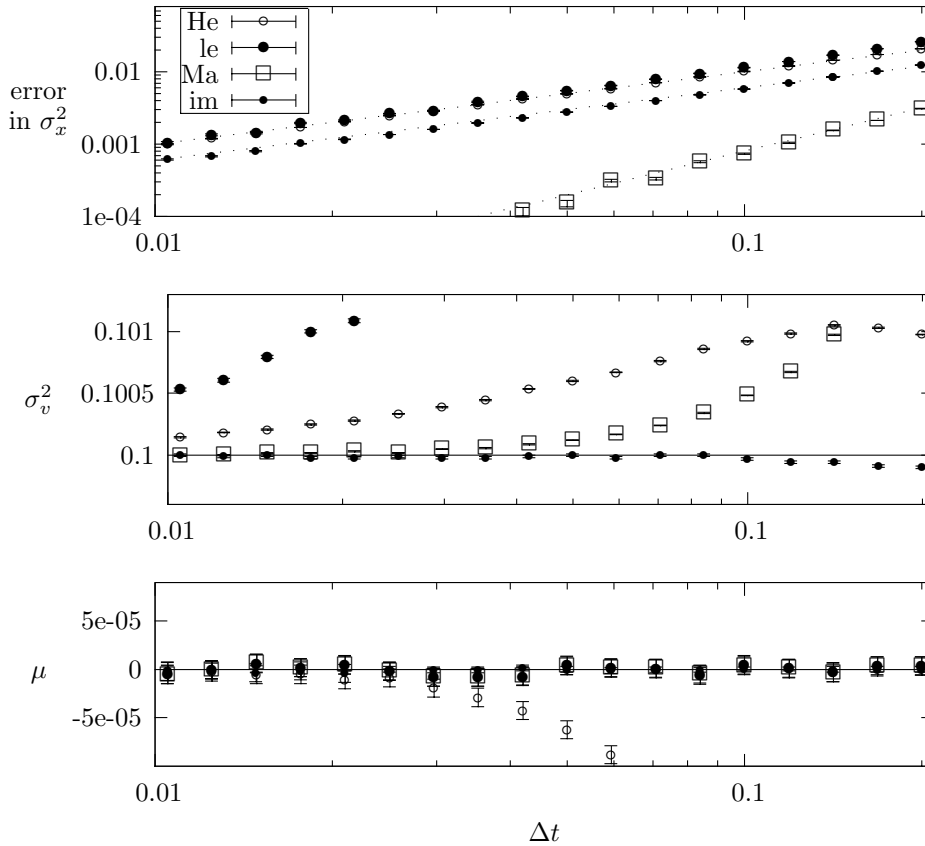 He
le
Ma
im
error
in σ_x^2
0.01
0.001
1e-04
0.01
0.1
σ_v^2
0.101
0.1005
0.1
0.01
0.1
μ
5e-05
0
-5e-05
0.01
0.1
Δt